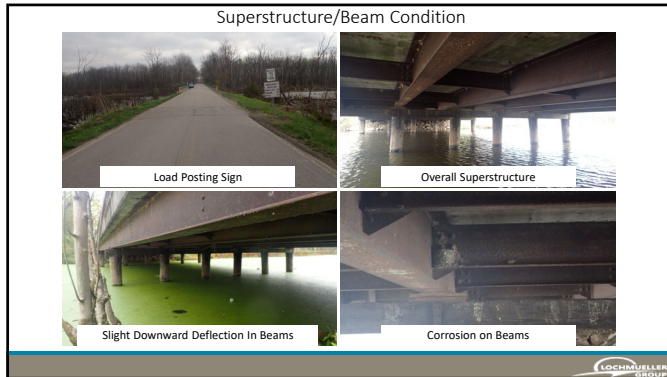 Superstructure/Beam Condition
Load Posting Sign
Overall Superstructure
Slight Downward Deflection In Beams
Corrosion on Beams
LOCHMUELLER
GROUP